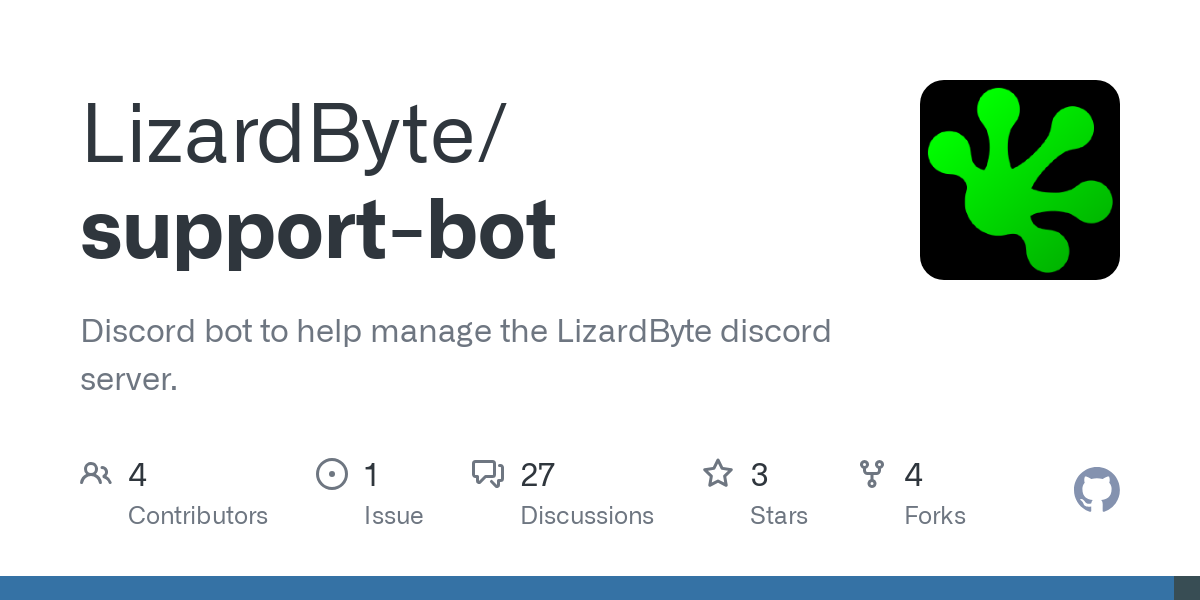 LizardByte/
support-bot
Discord bot to help manage the LizardByte discord
server.
4 1 27 3 4
Contributors Issue Discussions Stars Forks